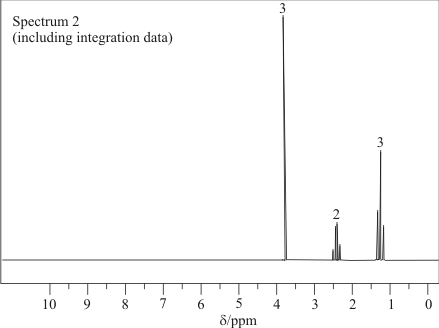 Spectrum 2
(including integration data)
3
3
2
10 9 8 7 6 5 4 3 2 1 0
δ/ppm